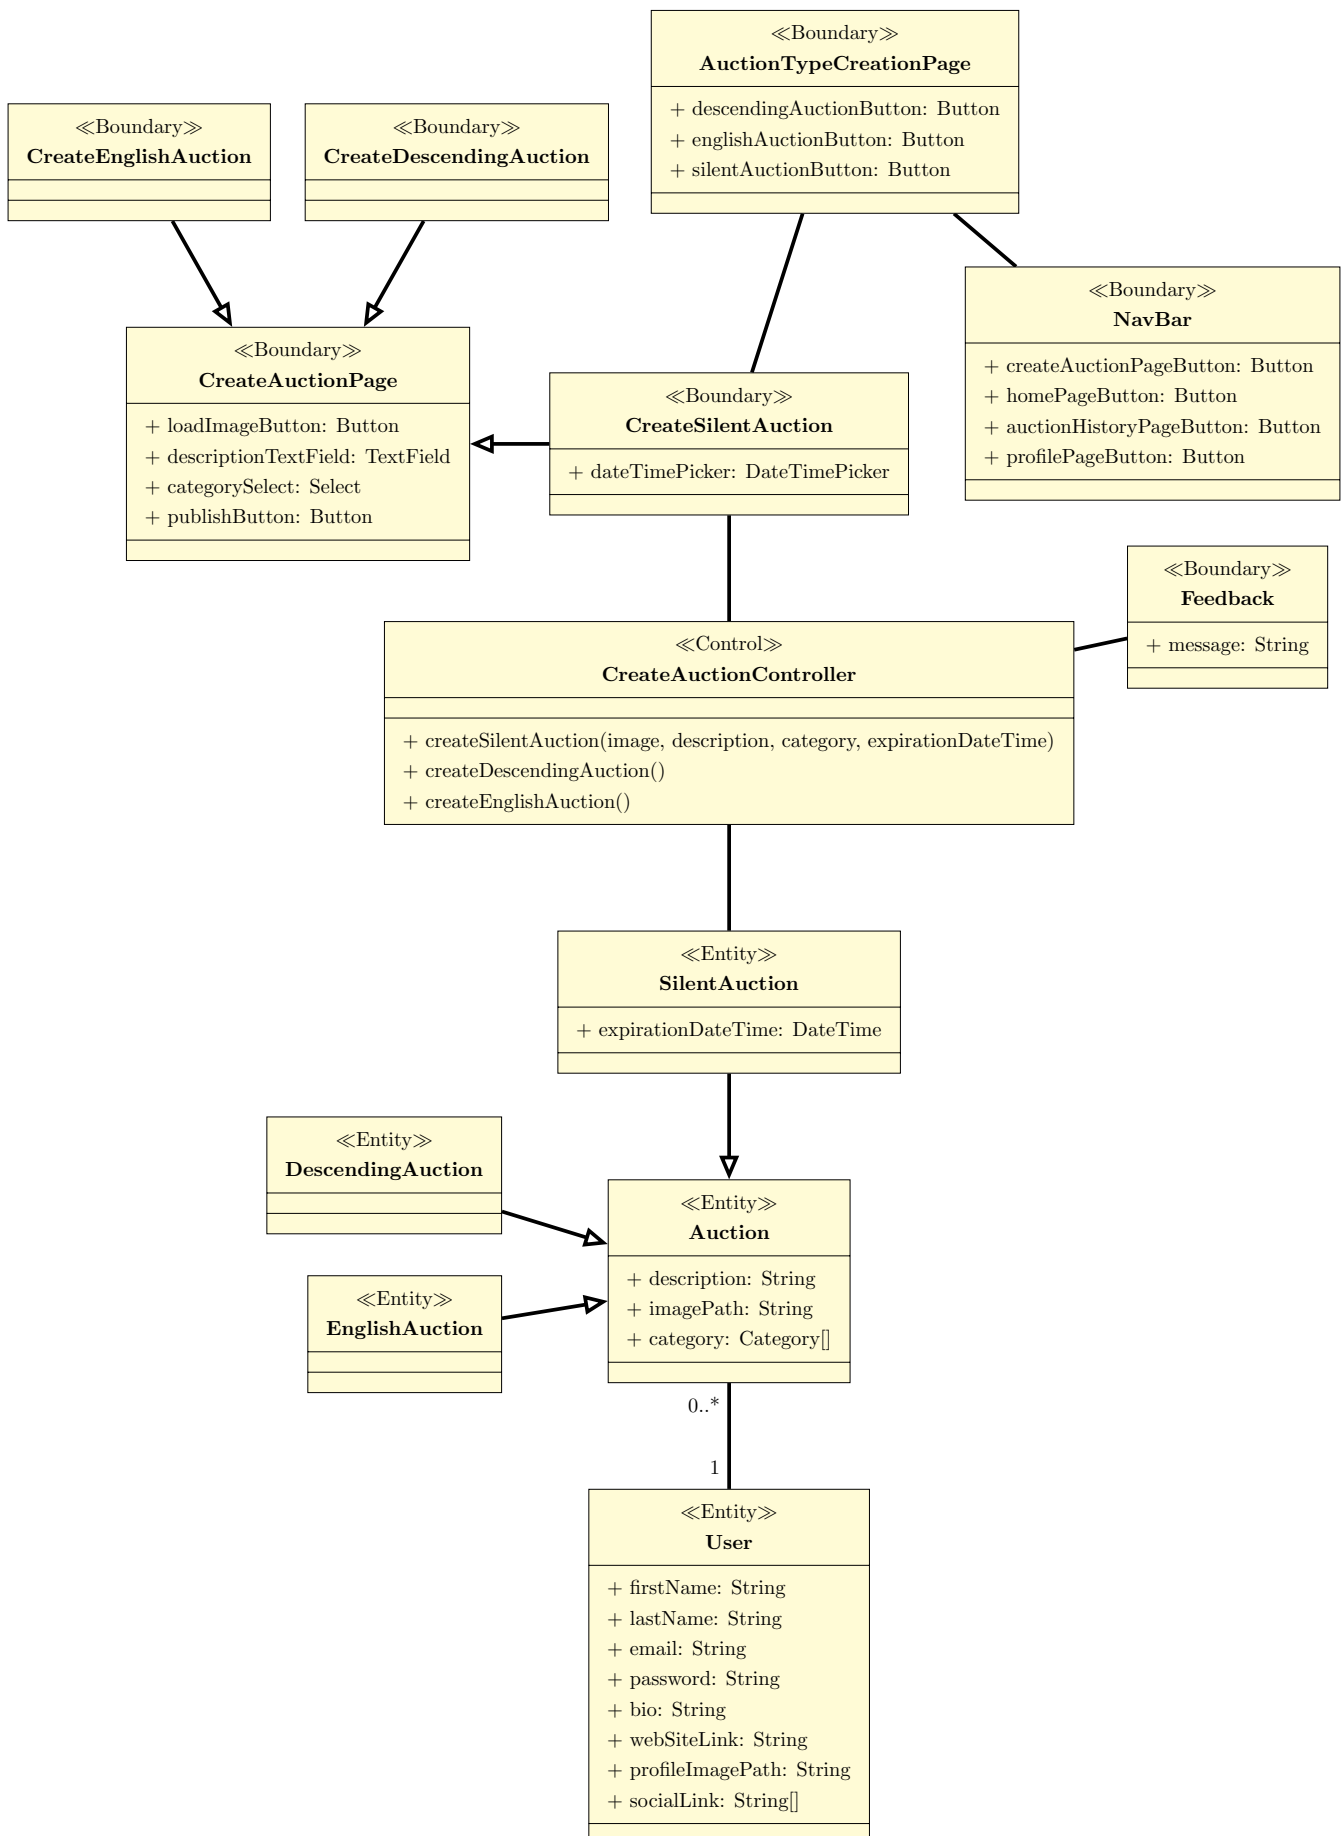 ≪Boundary≫
AuctionTypeCreationPage
+ descendingAuctionButton: Button
+ englishAuctionButton: Button
+ silentAuctionButton: Button
≪Boundary≫
CreateEnglishAuction
≪Boundary≫
CreateDescendingAuction
≪Boundary≫
NavBar
+ createAuctionPageButton: Button
+ homePageButton: Button
+ auctionHistoryPageButton: Button
+ profilePageButton: Button
≪Boundary≫
CreateAuctionPage
+ loadImageButton: Button
+ descriptionTextField: TextField
+ categorySelect: Select
+ publishButton: Button
≪Boundary≫
CreateSilentAuction
+ dateTimePicker: DateTimePicker
≪Boundary≫
Feedback
+ message: String
≪Control≫
CreateAuctionController
+ createSilentAuction(image, description, category, expirationDateTime)
+ createDescendingAuction()
+ createEnglishAuction()
≪Entity≫
SilentAuction
+ expirationDateTime: DateTime
≪Entity≫
DescendingAuction
≪Entity≫
Auction
+ description: String
+ imagePath: String
+ category: Category[]
≪Entity≫
EnglishAuction
0..*
1
≪Entity≫
User
+ firstName: String
+ lastName: String
+ email: String
+ password: String
+ bio: String
+ webSiteLink: String
+ profileImagePath: String
+ socialLink: String[]